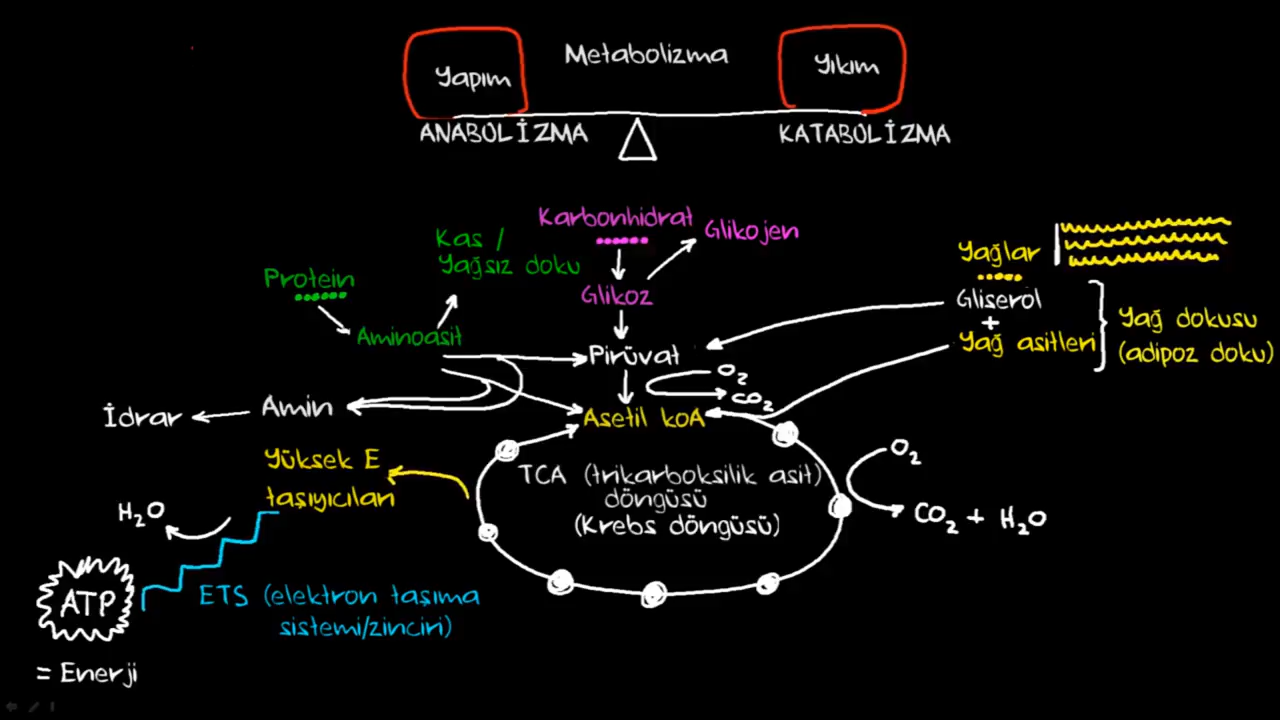 Metabolizma
Yapım
Yıkım
ANABOLİZMA
KATABOLİZMA
Karbonhidrat
Glikojen
Kas /
Yağsız doku
Protein
Glikoz
Aminoasit
Pirüvat
Yağlar
Gliserol
+
Yağ asitleri
Yağ dokusu
(adipoz doku)
O2
CO2
İdrar
Amin
Asetil koA
Yüksek E
taşıyıcıları
TCA (trikarboksilik asit)
döngüsü
(Krebs döngüsü)
O2
CO2 + H2O
H2O
ATP
ETS (elektron taşıma
sistemi/zinciri)
= Enerji